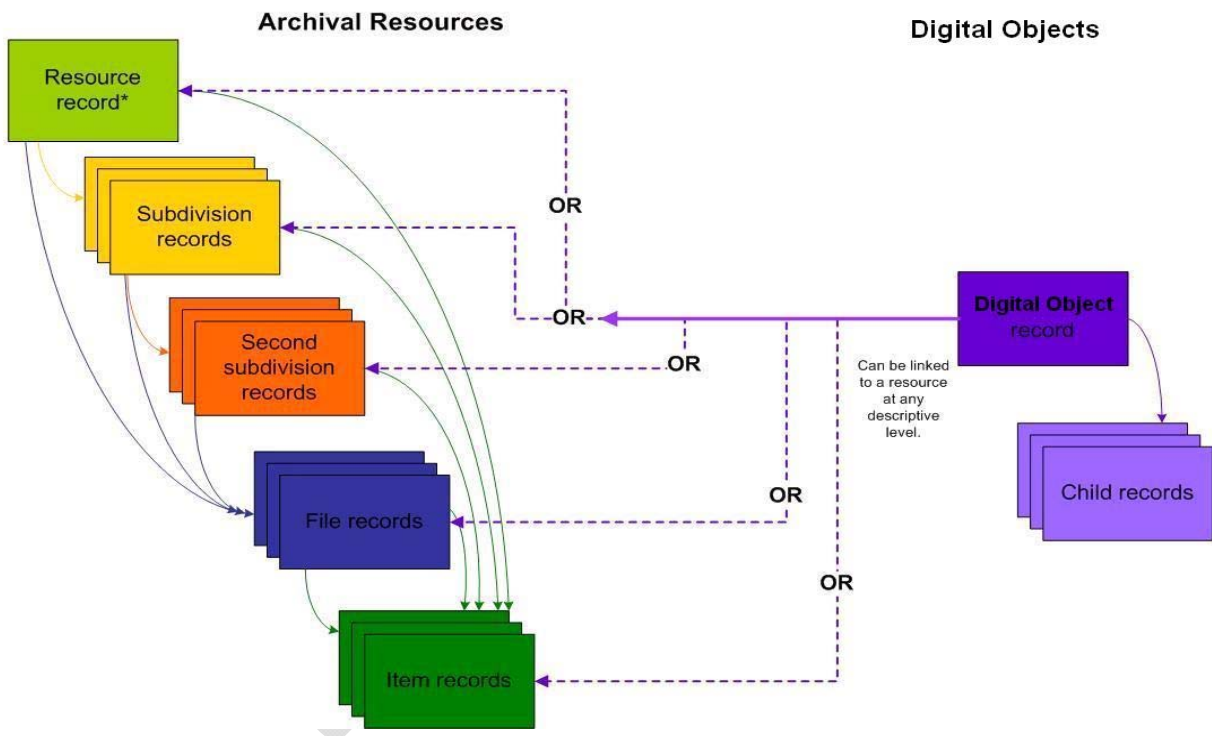 Archival Resources
Digital Objects
Resource
record*
OR
Subdivision
records
OR
Digital Object
record
Second
subdivision
records
OR
Can be linked
to a resource
at any
descriptive
level.
File records
OR
Child records
OR
Item records